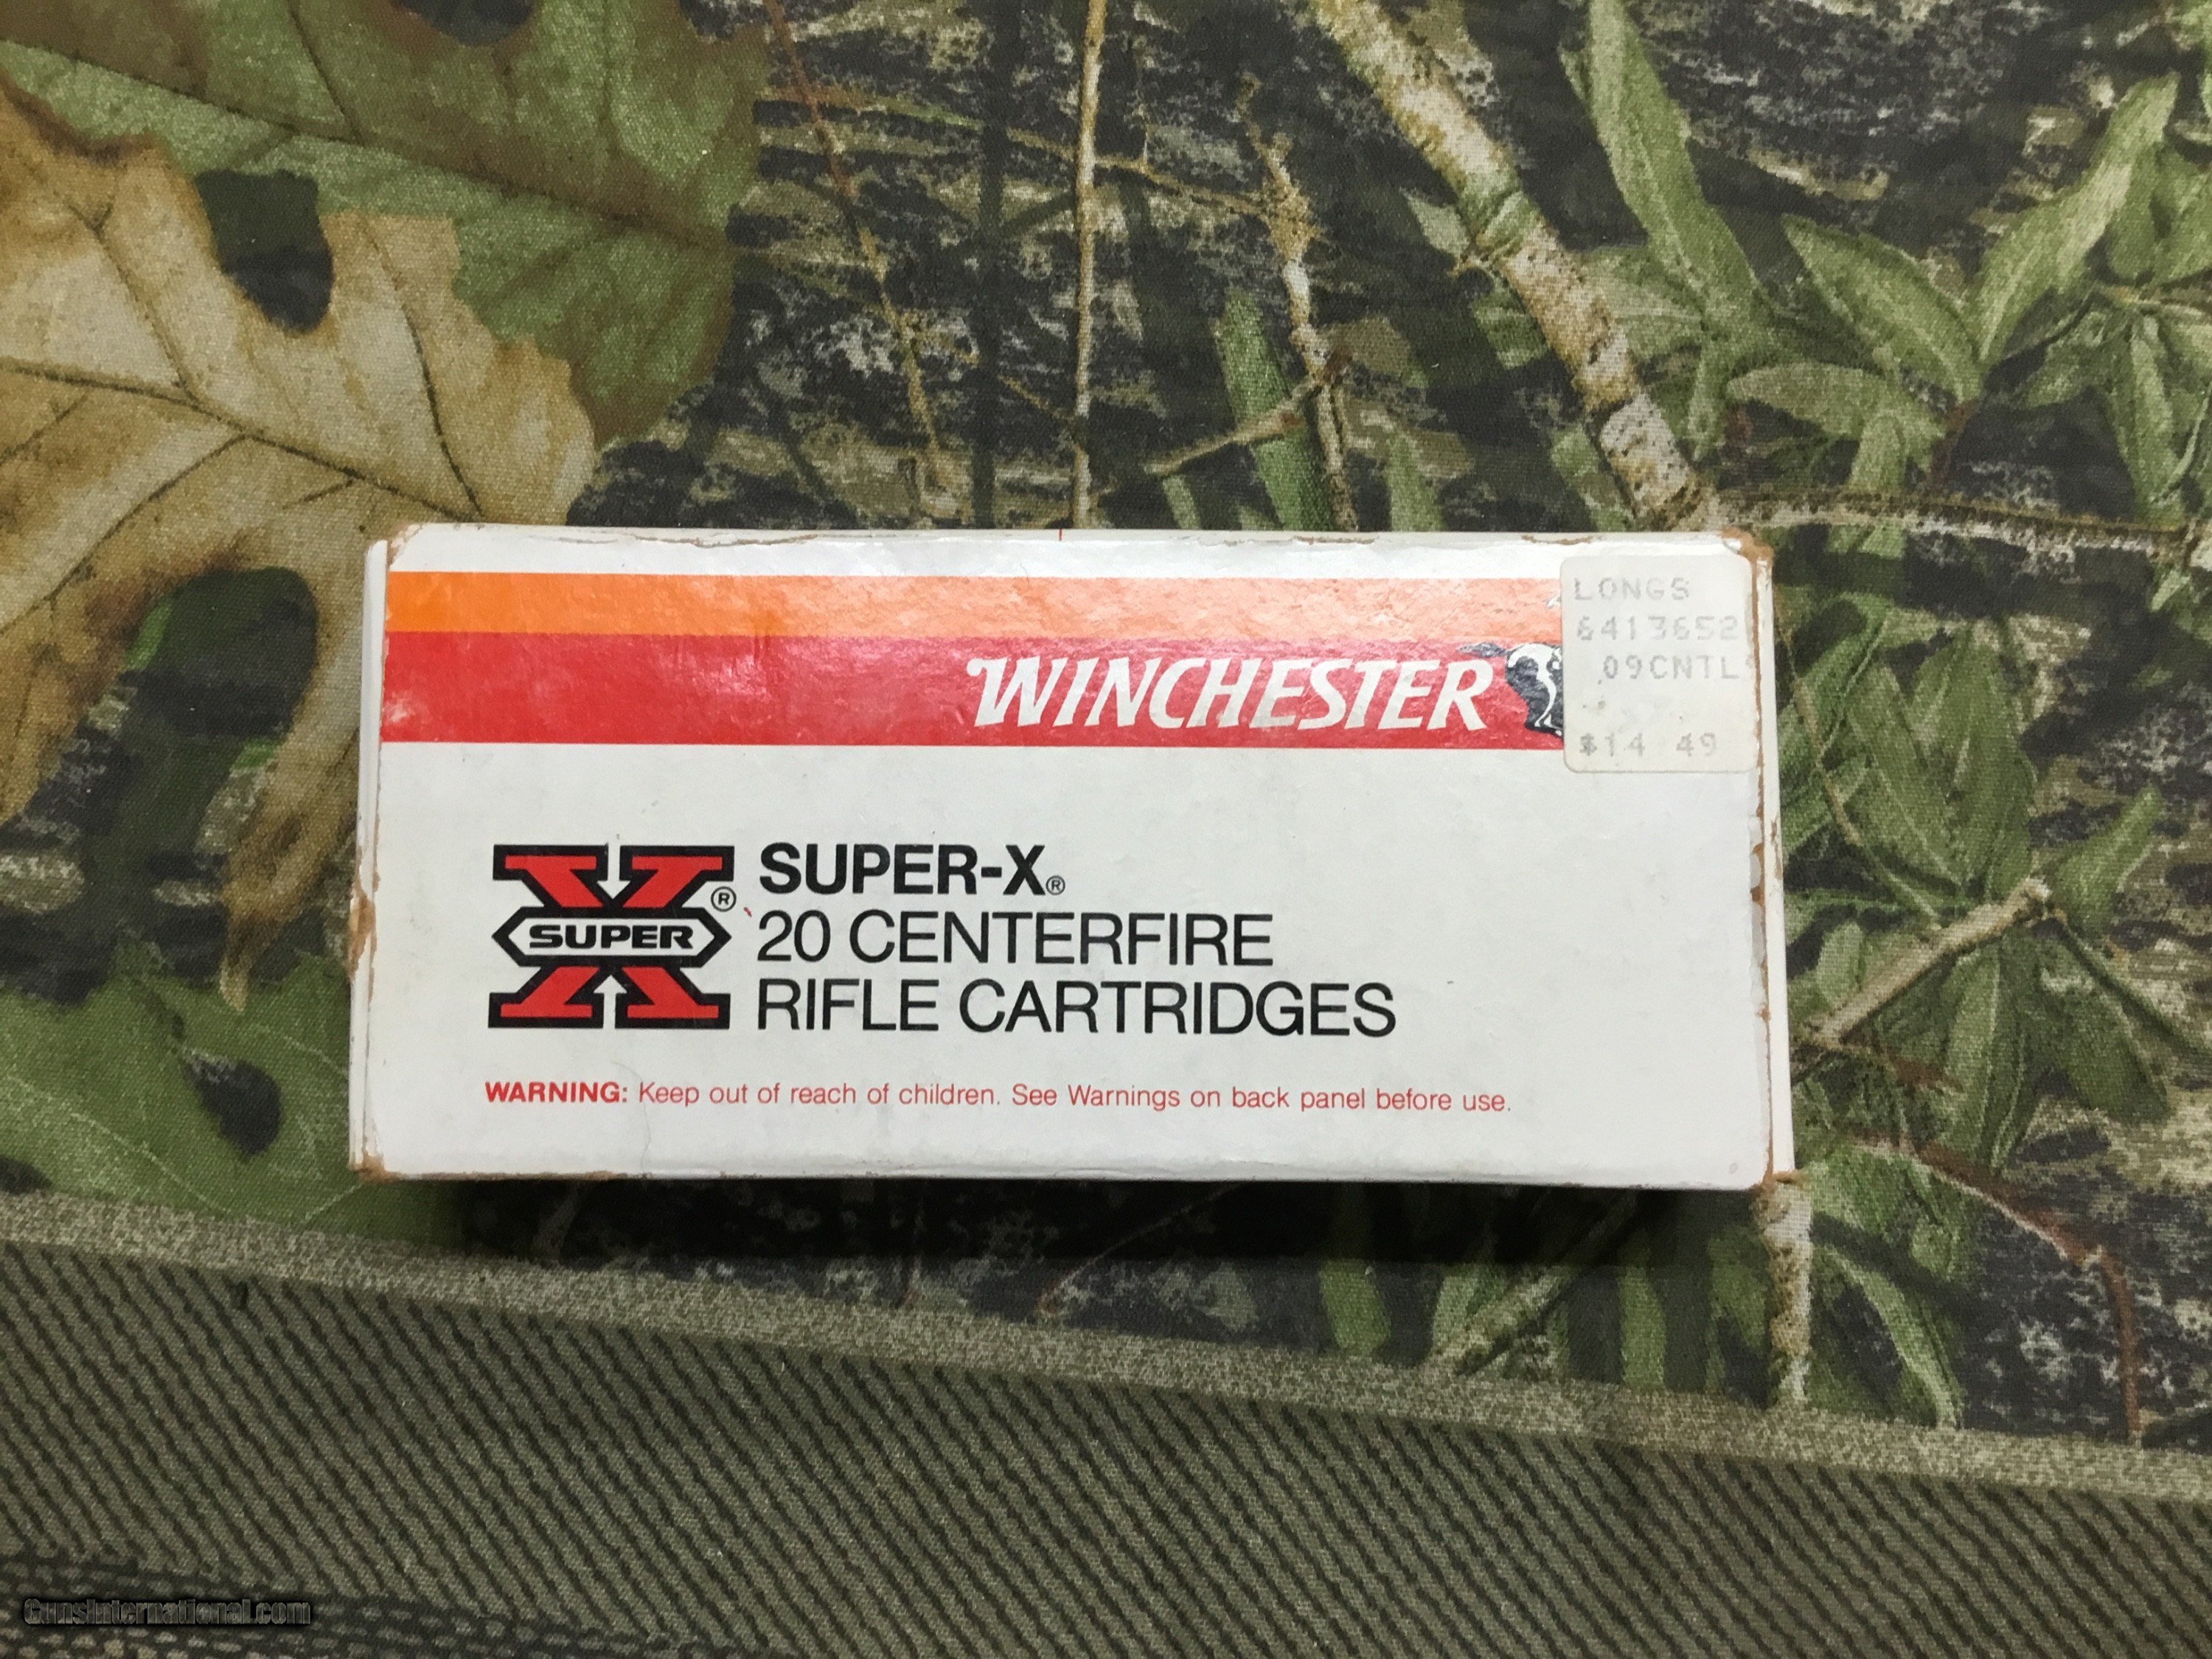 LONGS
6413652
09CNTL
$14 49
WINCHESTER
X
SUPER
®
SUPER-X®
20 CENTERFIRE
RIFLE CARTRIDGES
WARNING: Keep out of reach of children. See Warnings on back panel before use.
GunsInternational.com